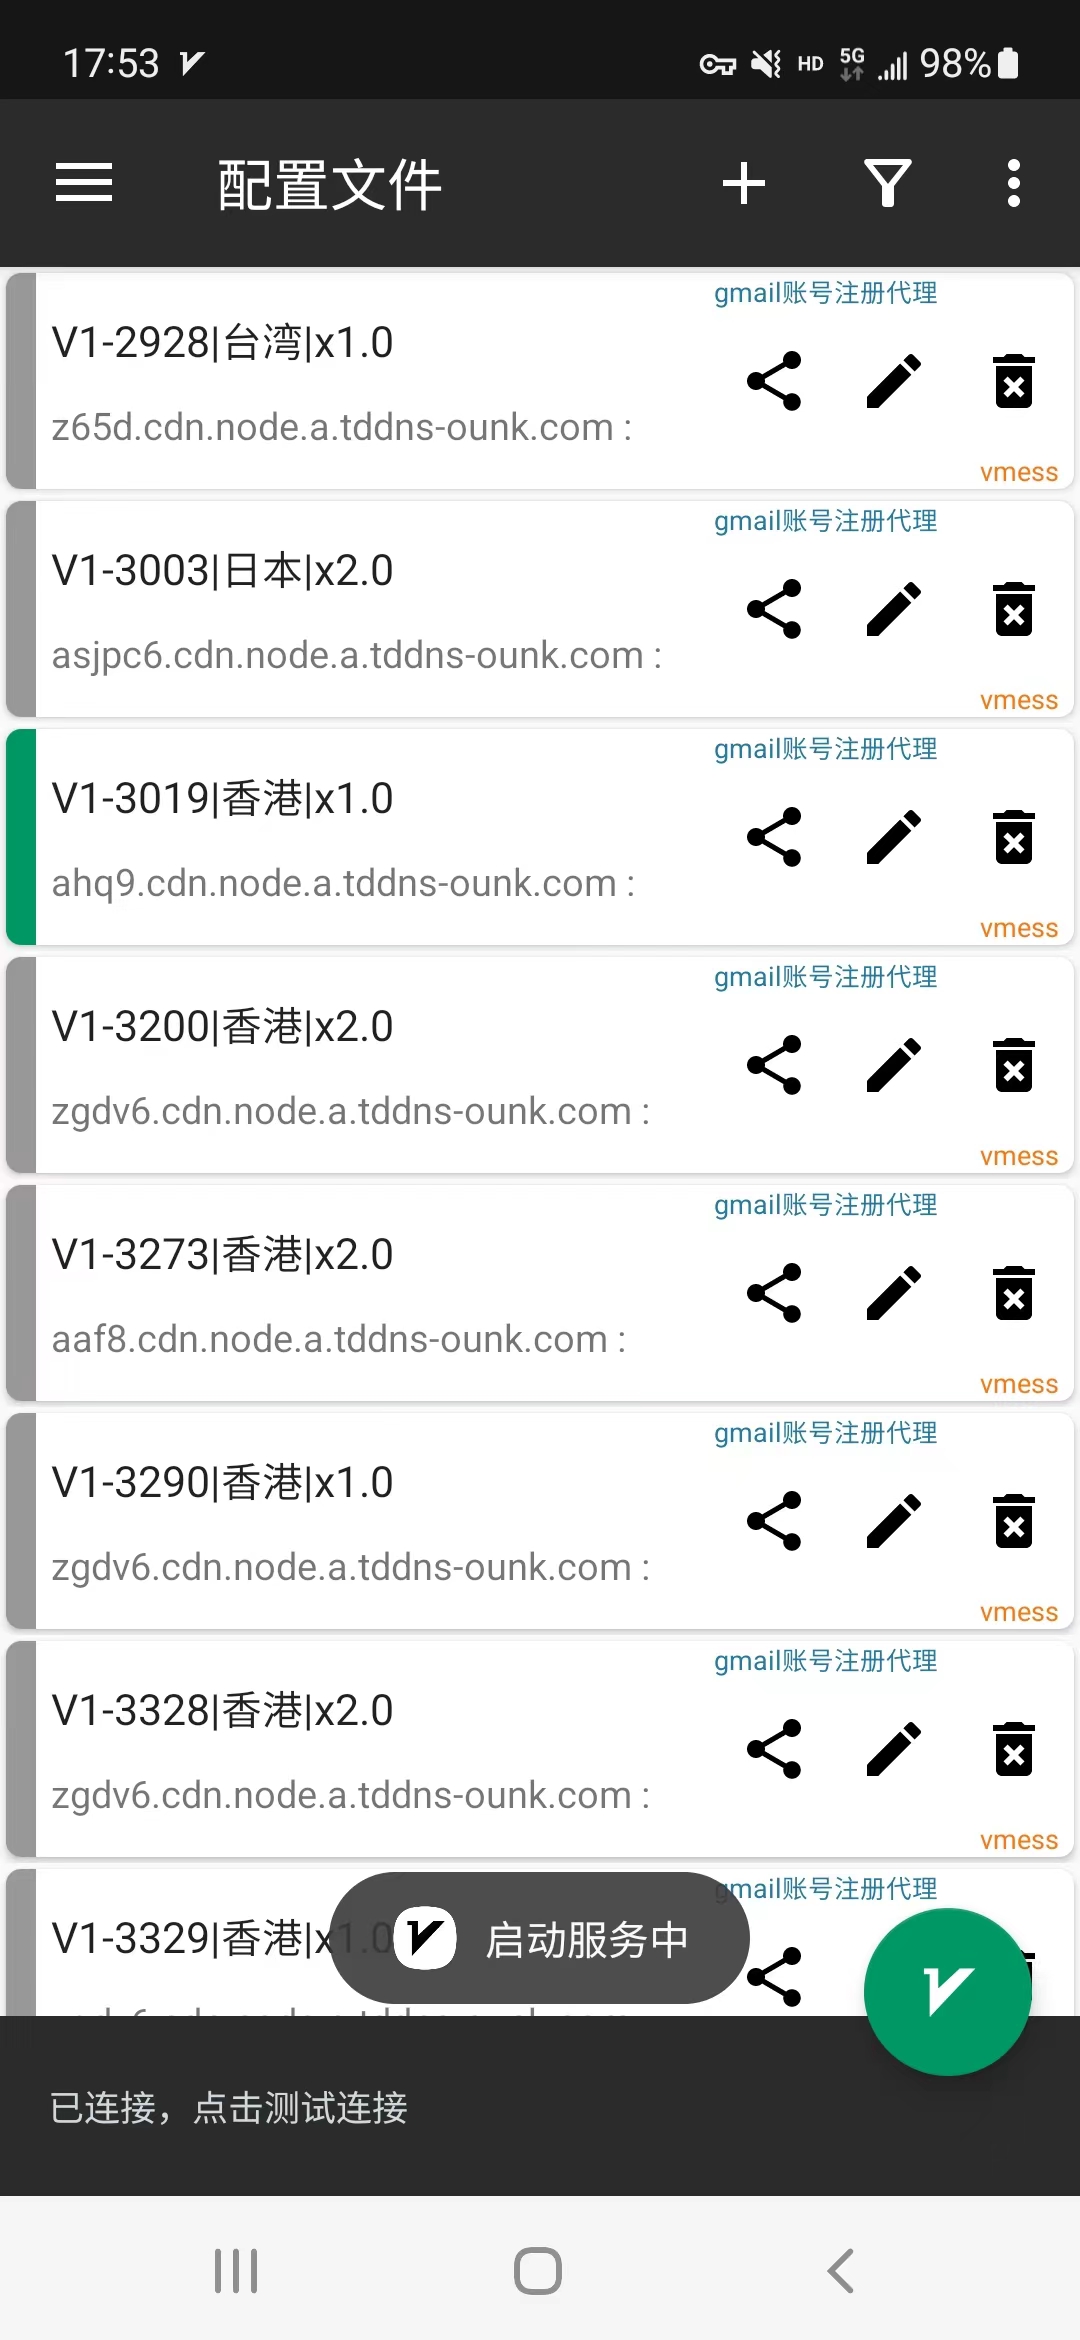 17:53
HD 5G 98%
配置文件
gmail账号注册代理
V1-2928|台湾|x1.0
z65d.cdn.node.a.tddns-ounk.com :
vmess
gmail账号注册代理
V1-3003|日本|x2.0
asjpc6.cdn.node.a.tddns-ounk.com :
vmess
gmail账号注册代理
V1-3019|香港|x1.0
ahq9.cdn.node.a.tddns-ounk.com :
vmess
gmail账号注册代理
V1-3200|香港|x2.0
zgdv6.cdn.node.a.tddns-ounk.com :
vmess
gmail账号注册代理
V1-3273|香港|x2.0
aaf8.cdn.node.a.tddns-ounk.com :
vmess
gmail账号注册代理
V1-3290|香港|x1.0
zgdv6.cdn.node.a.tddns-ounk.com :
vmess
gmail账号注册代理
V1-3328|香港|x2.0
zgdv6.cdn.node.a.tddns-ounk.com :
vmess
gmail账号注册代理
V1-3329|香港|x1.0
启动服务中
已连接，点击测试连接